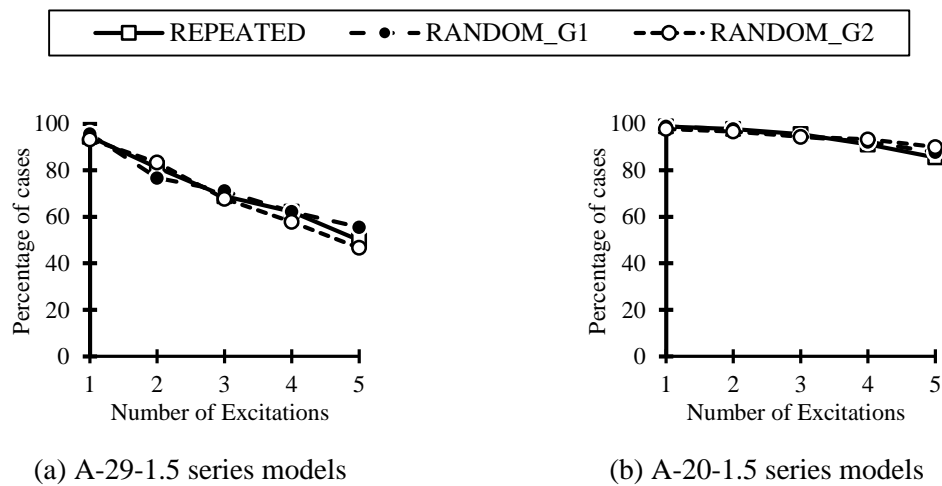 REPEATED RANDOM_G1 RANDOM_G2
Percentage of cases
100
80
60
40
20
0
1 2 3 4 5
Number of Excitations
(a) A-29-1.5 series models
Percentage of cases
100
80
60
40
20
0
1 2 3 4 5
Number of Excitations
(b) A-20-1.5 series models